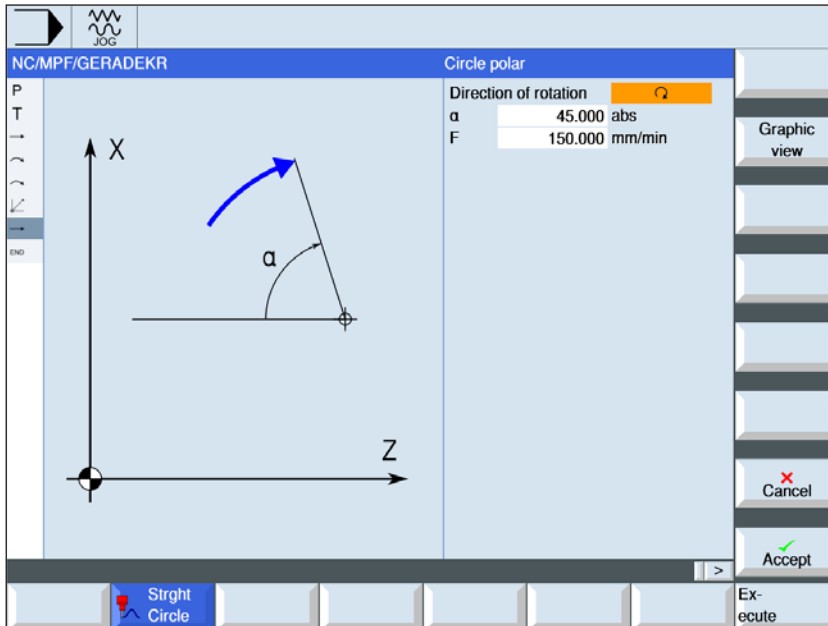 JOG
NC/MPF/GERADEKR
Circle polar
P
T
END
Direction of rotation
α 45.000 abs
F 150.000 mm/min
X
α
Z
Graphic
view
Cancel
Accept
>
Strght
Circle
Ex-
ecute